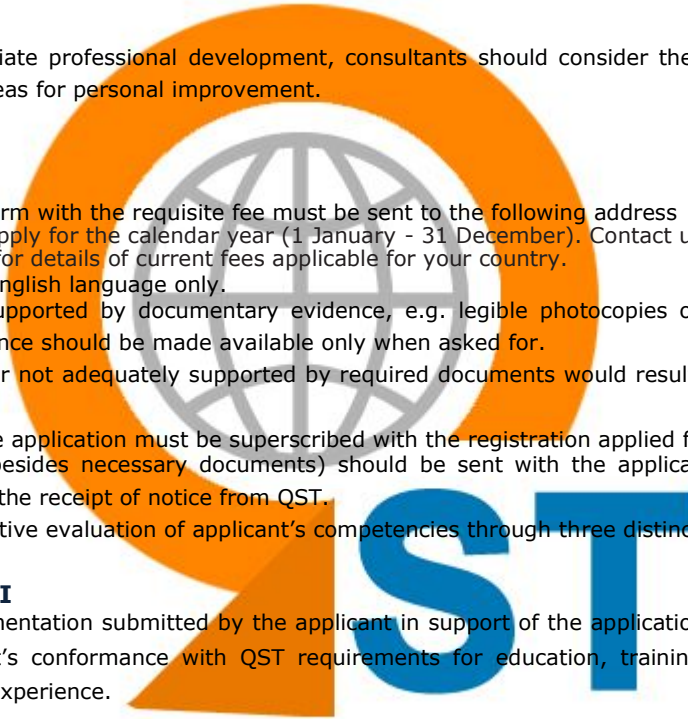 iate professional development, consultants should consider the
eas for personal improvement.
rm with the requisite fee must be sent to the following address
pply for the calendar year (1 January - 31 December). Contact u
for details of current fees applicable for your country.
nglish language only.
upported by documentary evidence, e.g. legible photocopies o
nce should be made available only when asked for.
r not adequately supported by required documents would resul
e application must be superscribed with the registration applied f
besides necessary documents) should be sent with the applica
the receipt of notice from QST.
tive evaluation of applicant's competencies through three distinc
I
mentation submitted by the applicant in support of the applicatio
t's conformance with QST requirements for education, trainin
xperience.
ST